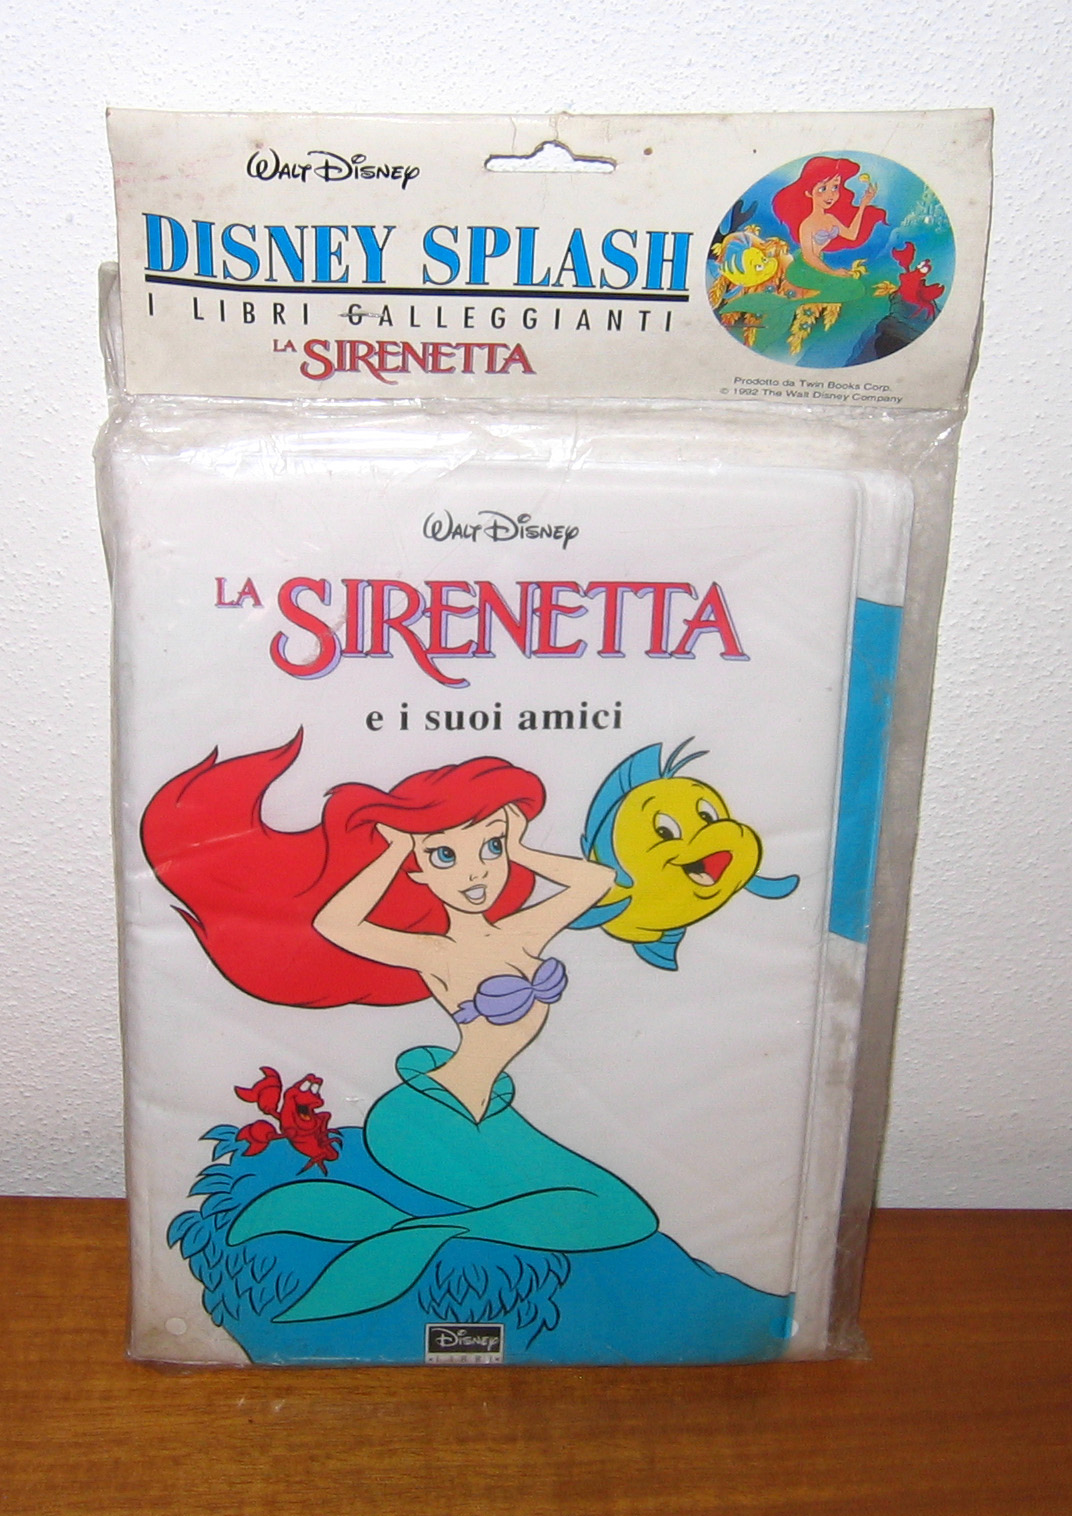 WALT DISNEY
DISNEY SPLASH
I LIBRI GALLEGGIANTI
LA SIRENETTA
Prodotto da Twin Books Corp.
© 1992 The Walt Disney Company
WALT DISNEY
LA SIRENETTA
e i suoi amici
DISNEY
LIBRI